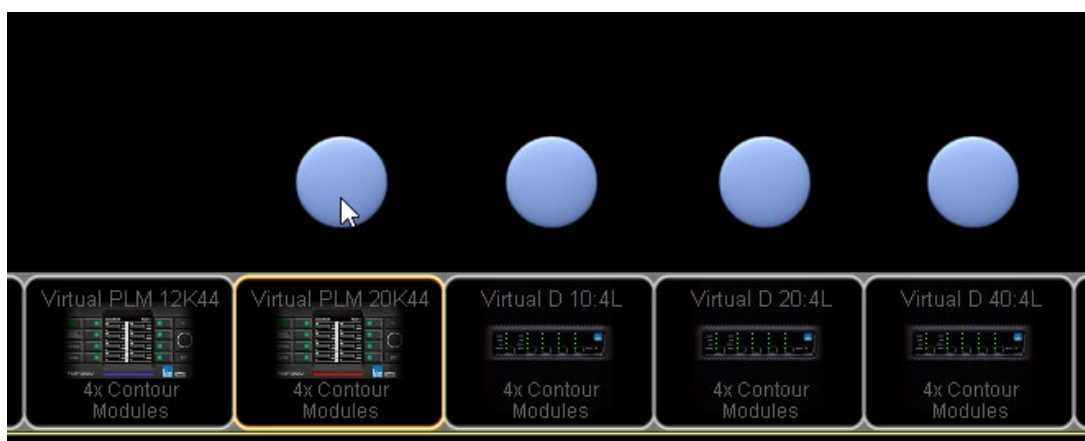 Virtual PLM 12K44
4x Contour
Modules
Virtual PLM 20K44
4x Contour
Modules
Virtual D 10:4L
4x Contour
Modules
Virtual D 20:4L
4x Contour
Modules
Virtual D 40:4L
4x Contour
Modules